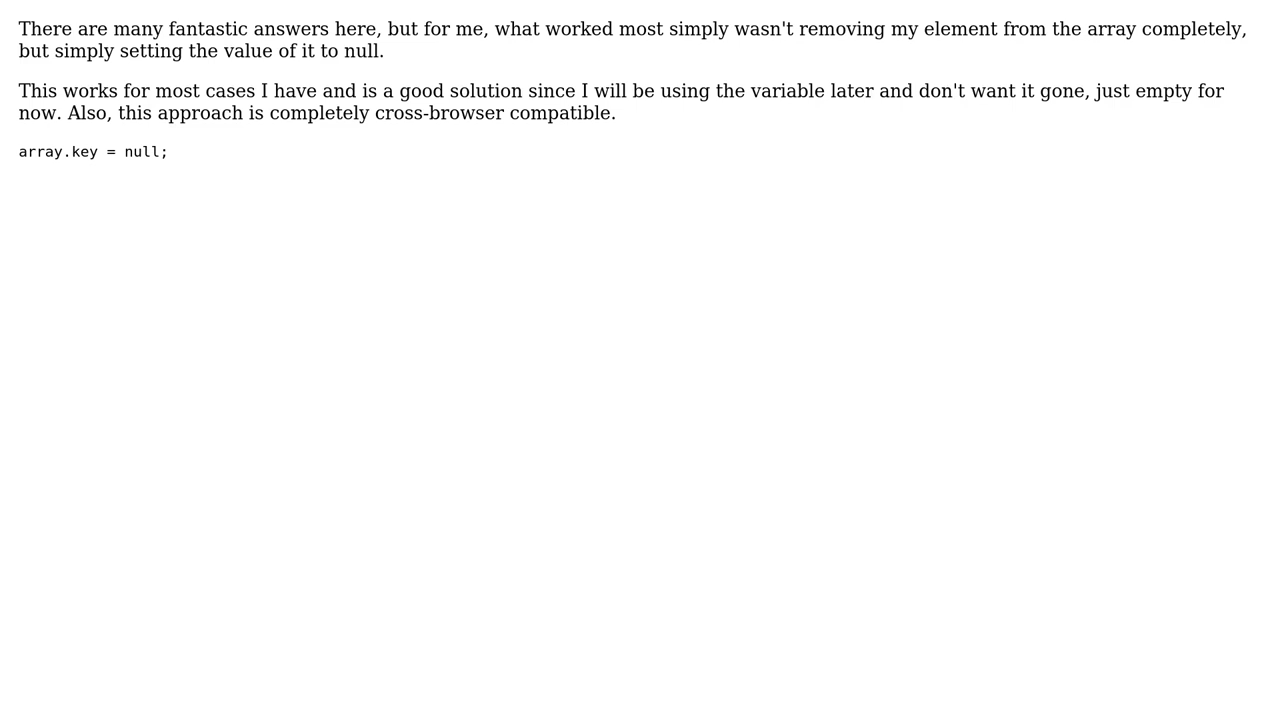 There are many fantastic answers here, but for me, what worked most simply wasn't removing my element from the array completely,
but simply setting the value of it to null.
This works for most cases I have and is a good solution since I will be using the variable later and don't want it gone, just empty for
now. Also, this approach is completely cross-browser compatible.
array.key = null;